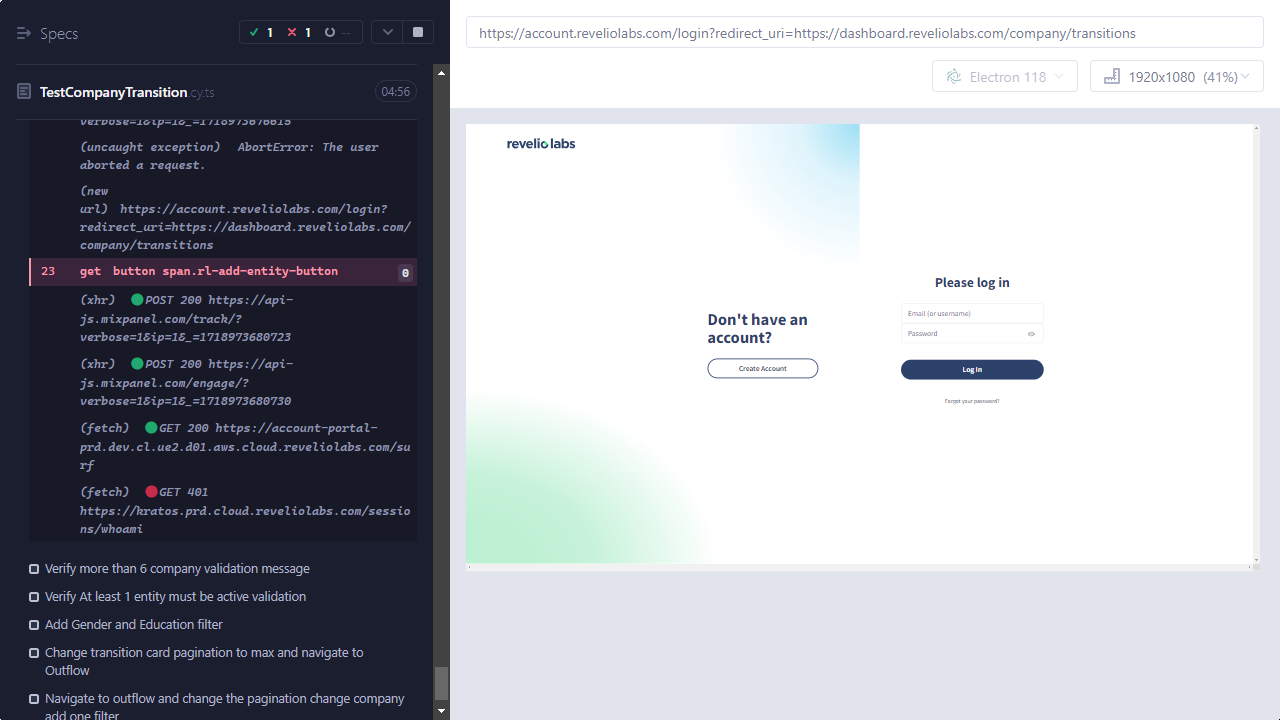 Specs
1
1
--
TestCompanyTransition.cy.ts
04:56
verbose=1&ip=1&_=1718973676615
(uncaught exception) AbortError: The user
aborted a request.
(new
url) https://account.reveliolabs.com/login?
redirect_uri=https://dashboard.reveliolabs.com/
company/transitions
23 get button span.rl-add-entity-button 0
(xhr) POST 200 https://api-
js.mixpanel.com/track/?
verbose=1&ip=1&_=1718973680723
(xhr) POST 200 https://api-
js.mixpanel.com/engage/?
verbose=1&ip=1&_=1718973680730
(fetch) GET 200 https://account-portal-
prd.dev.cl.ue2.d01.aws.cloud.reveliolabs.com/su
rf
(fetch) GET 401
https://kratos.prd.cloud.reveliolabs.com/sessio
ns/whoami
Verify more than 6 company validation message
Verify At least 1 entity must be active validation
Add Gender and Education filter
Change transition card pagination to max and navigate to
Outflow
Navigate to outflow and change the pagination change company
add one filter
https://account.reveliolabs.com/login?redirect_uri=https://dashboard.reveliolabs.com/company/transitions
Electron 118
1920x1080 (41%)
revelio labs
Don't have an
account?
Create Account
Please log in
Email (or username)
Password
Log In
Forgot your password?